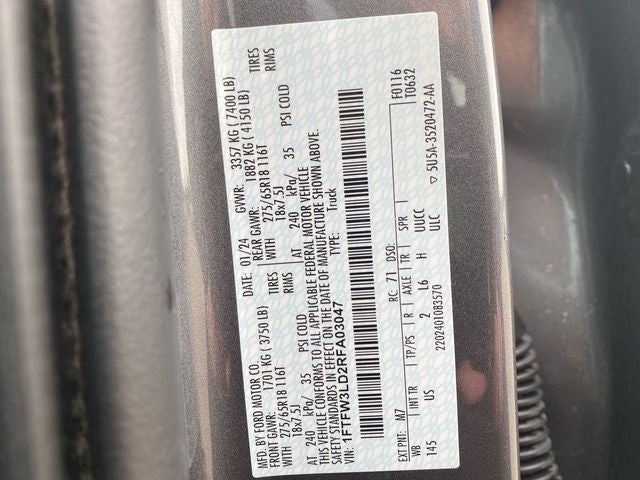 MFD. BY FORD MOTOR CO.
DATE: 01/24
GVWR: 3357 KG ( 7400 LB)
FRONT GAWR: 1701 KG ( 3750 LB)
REAR GAWR: 1882 KG ( 4150 LB)
WITH 275/65R18 116T TIRES
WITH 275/65R18 116T TIRES
18x7.5J RIMS
18x7.5J RIMS
AT 240 kPa/ 35 PSI COLD
AT 240 kPa/ 35 PSI COLD
THIS VEHICLE CONFORMS TO ALL APPLICABLE FEDERAL MOTOR VEHICLE
SAFETY STANDARDS IN EFFECT ON THE DATE OF MANUFACTURE SHOWN ABOVE.
VIN: 1FTFW3LD2RFA03047
TYPE: Truck
F0116
T0632
EXT PNT: M7 RC: 71 DSO:
WB INT TR TP/PS R AXLE TR SPR
145 US 2 L6 H UUCC
ULC
2202401083570
▽ 5U5A-3520472-AA